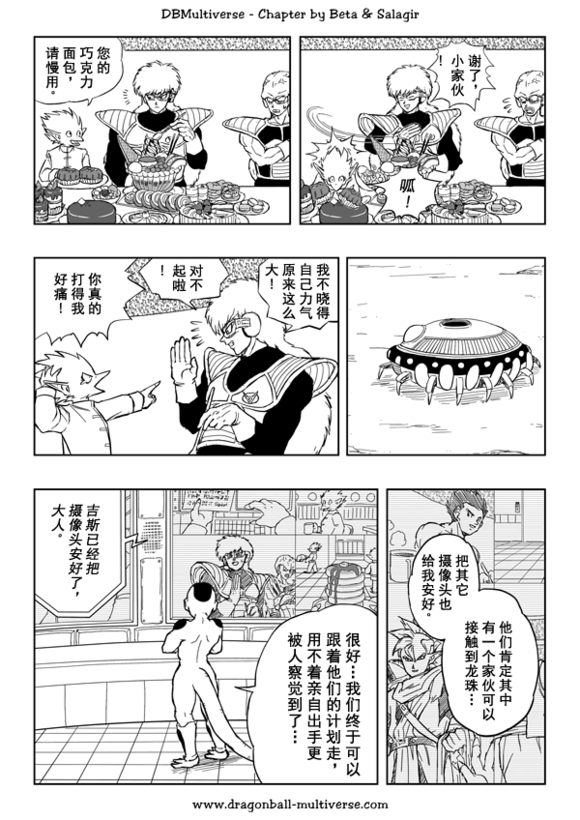 DBMultiverse - Chapter by Beta & Salagir
您的
巧克力
面包，
请慢用。
谢了，
小家伙
！
呱！
你真的
打得我
好痛！
对不
起啦
！
我不晓得
自己力气
原来这么
大！
吉斯已经把
摄像头安好了，
大人。
很好…我们终于可以
跟着他们的计划走，
用不着亲自出手更
被人察觉到了…
把其它
摄像头也
给我安好。
他们肯定其中
有一个家伙可以
接触到龙珠…
www.dragonball-multiverse.com